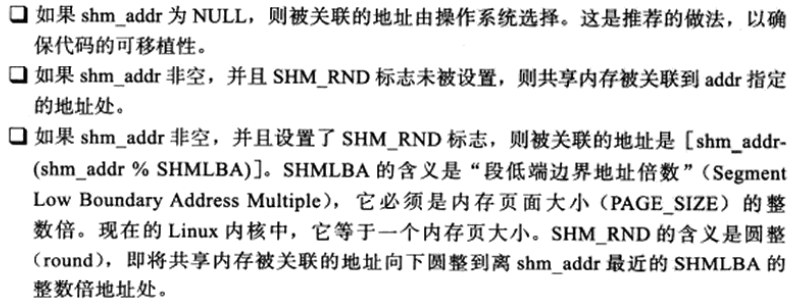 ❑ 如果 shm_addr 为 NULL，则被关联的地址由操作系统选择。这是推荐的做法，以确
保代码的可移植性。
❑ 如果 shm_addr 非空，并且 SHM_RND 标志未被设置，则共享内存被关联到 addr 指定
的地址处。
❑ 如果 shm_addr 非空，并且设置了 SHM_RND 标志，则被关联的地址是［shm_addr-
(shm_addr % SHMLBA)］。SHMLBA 的含义是“段低端边界地址倍数”（Segment
Low Boundary Address Multiple），它必须是内存页面大小（PAGE_SIZE）的整
数倍。现在的 Linux 内核中，它等于一个内存页大小。SHM_RND 的含义是圆整
（round），即将共享内存被关联的地址向下圆整到离 shm_addr 最近的 SHMLBA 的
整数倍地址处。